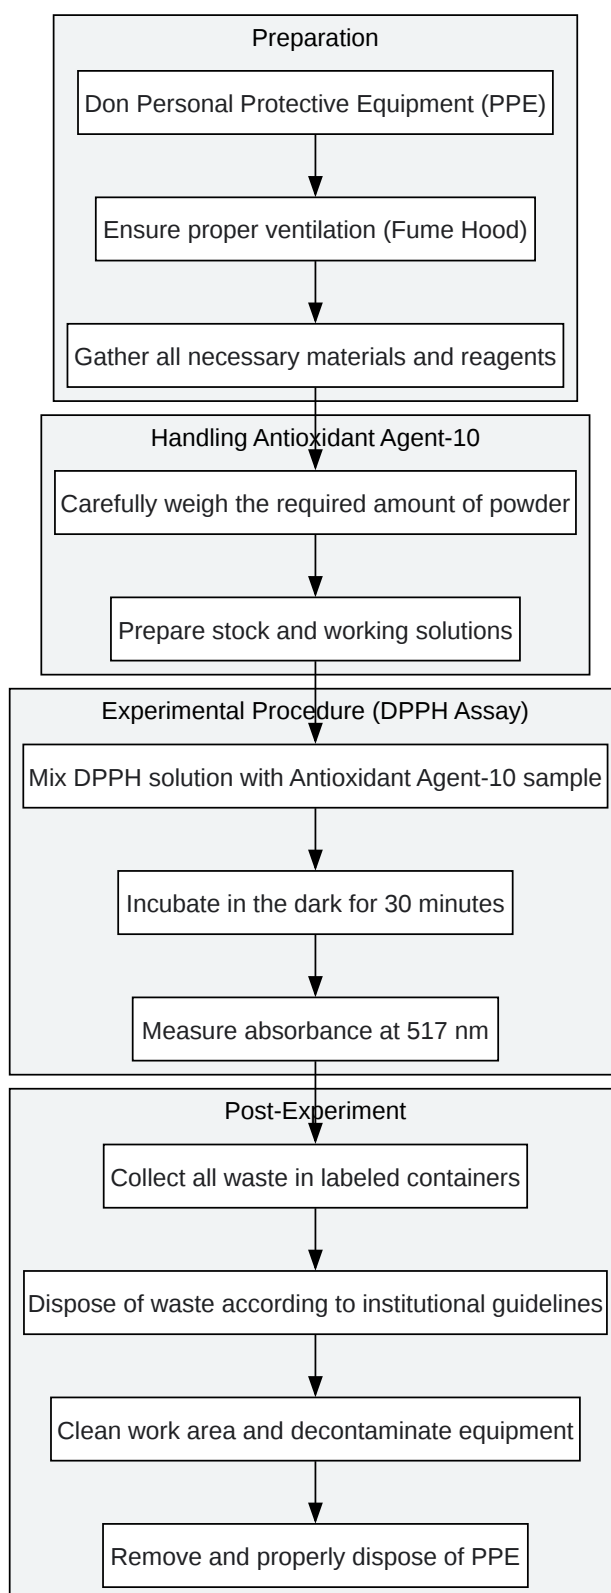 Preparation
Don Personal Protective Equipment (PPE)
Ensure proper ventilation (Fume Hood)
Gather all necessary materials and reagents
Handling Antioxidant Agent-10
Carefully weigh the required amount of powder
Prepare stock and working solutions
Experimental Procedure (DPPH Assay)
Mix DPPH solution with Antioxidant Agent-10 sample
Incubate in the dark for 30 minutes
Measure absorbance at 517 nm
Post-Experiment
Collect all waste in labeled containers
Dispose of waste according to institutional guidelines
Clean work area and decontaminate equipment
Remove and properly dispose of PPE